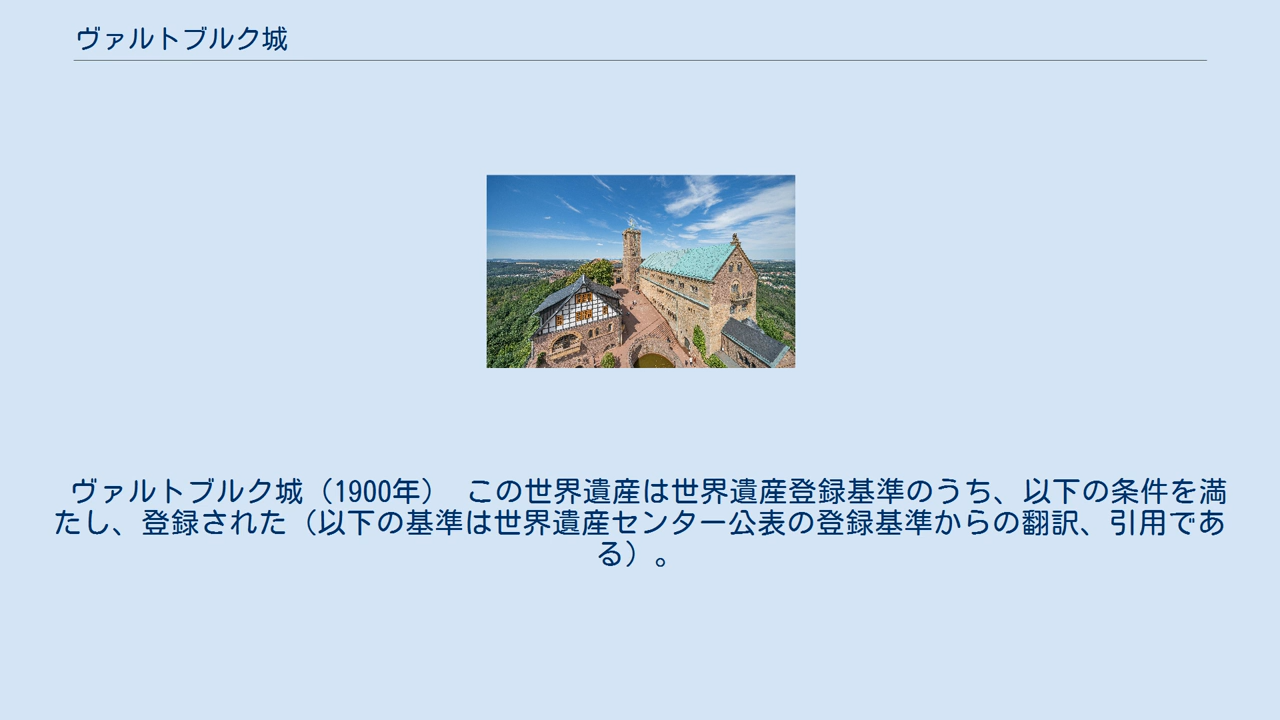 ヴァルトブルク城
ヴァルトブルク城（1900年） この世界遺産は世界遺産登録基準のうち、以下の条件を満
たし、登録された（以下の基準は世界遺産センター公表の登録基準からの翻訳、引用であ
る）。